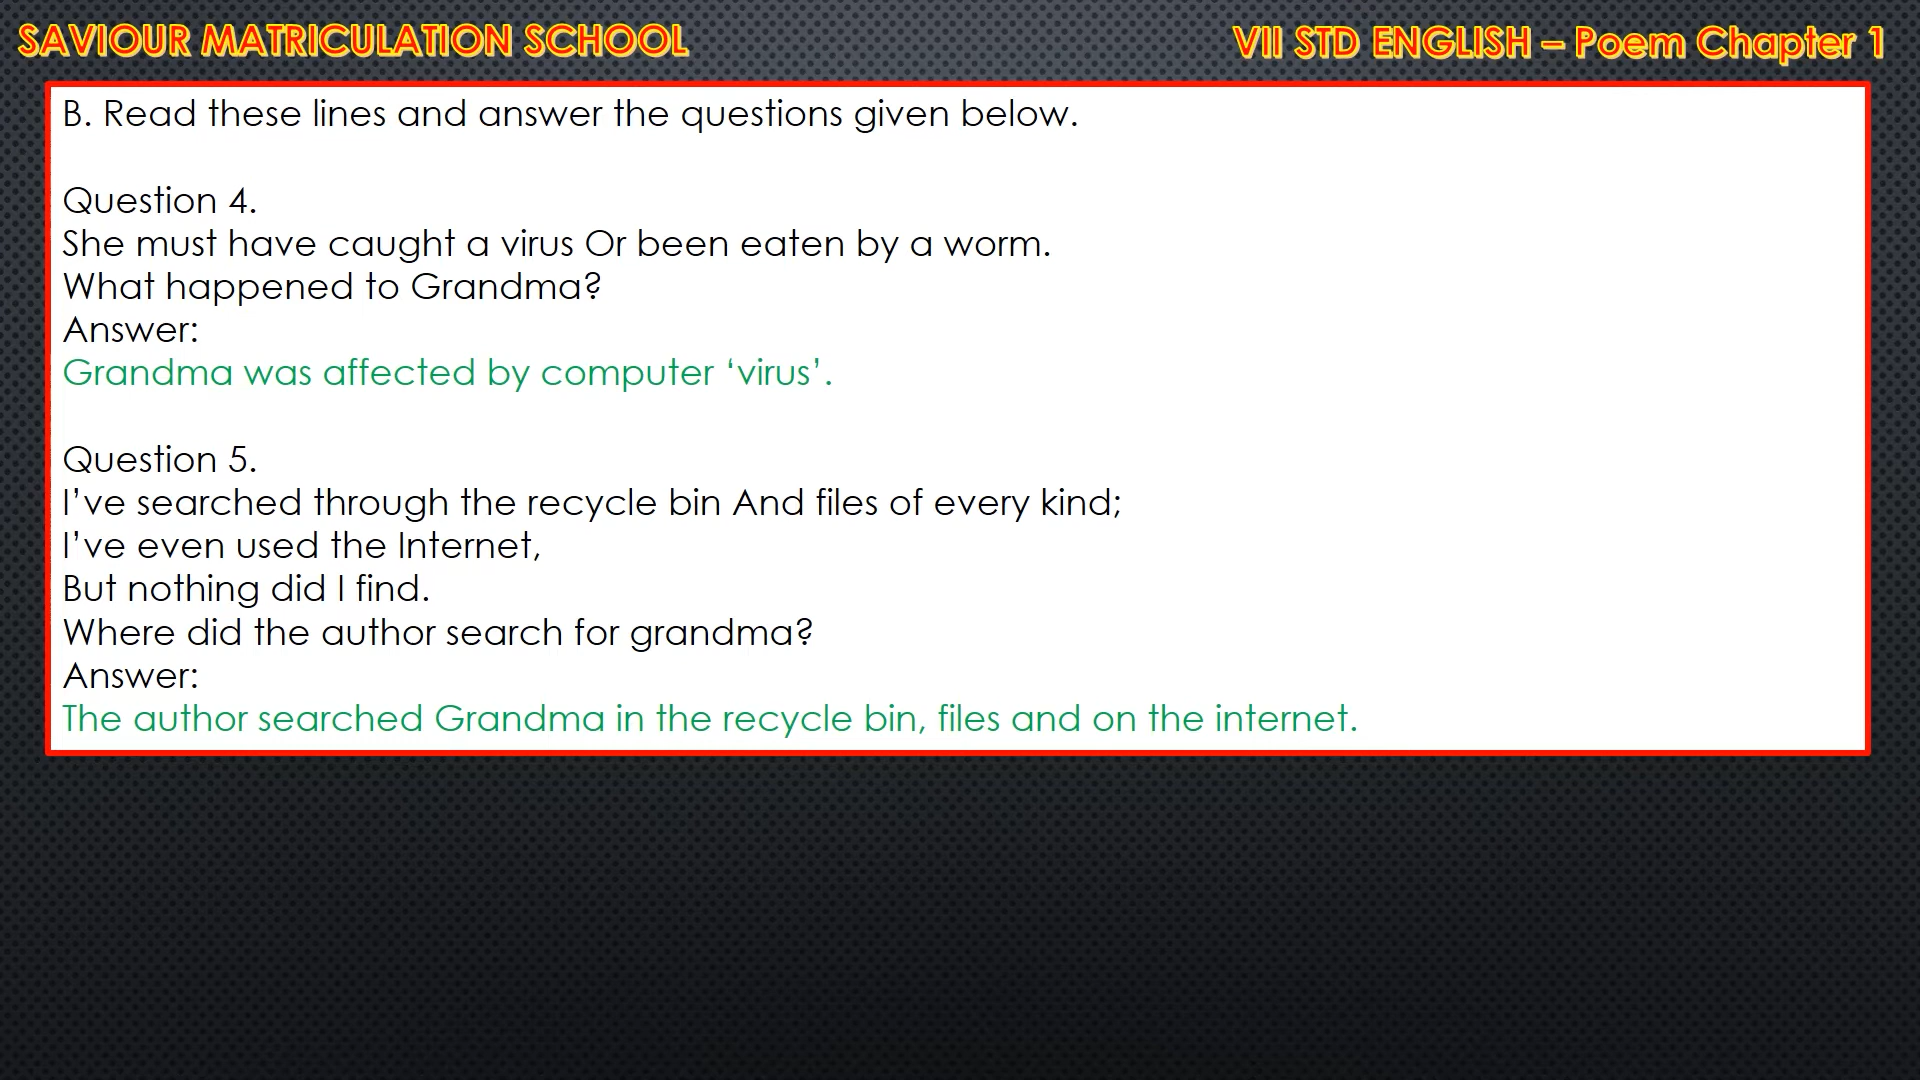 SAVIOUR MATRICULATION SCHOOL
VII STD ENGLISH – Poem Chapter 1
B. Read these lines and answer the questions given below.
Question 4.
She must have caught a virus Or been eaten by a worm.
What happened to Grandma?
Answer:
Grandma was affected by computer ‘virus’.
Question 5.
I’ve searched through the recycle bin And files of every kind;
I’ve even used the Internet,
But nothing did I find.
Where did the author search for grandma?
Answer:
The author searched Grandma in the recycle bin, files and on the internet.